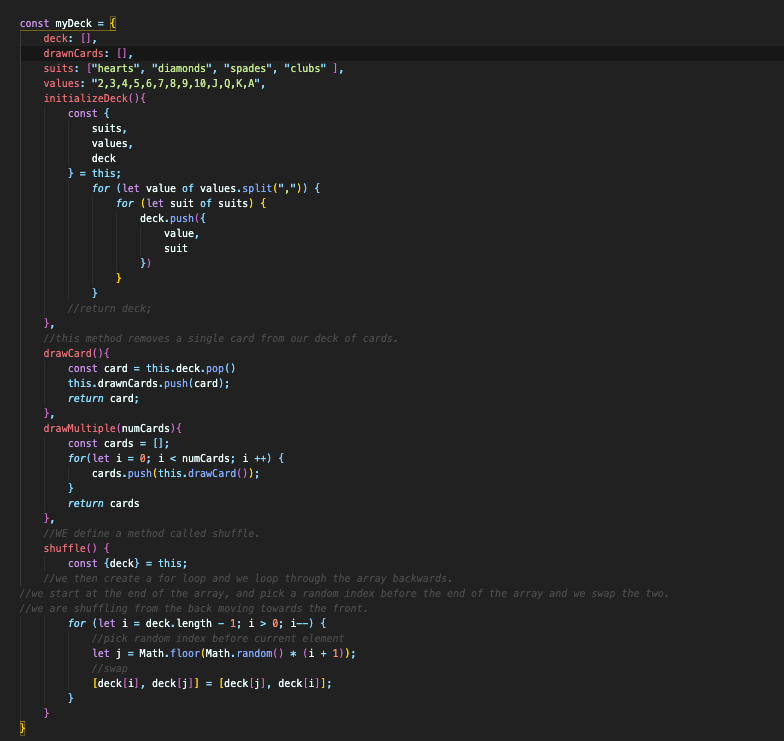 const myDeck = {
deck: [],
drawnCards: [],
suits: ["hearts", "diamonds", "spades", "clubs" ],
values: "2,3,4,5,6,7,8,9,10,J,Q,K,A",
initializeDeck(){
const {
suits,
values,
deck
} = this;
for (let value of values.split(",")) {
for (let suit of suits) {
deck.push({
value,
suit
})
}
}
//return deck;
},
//this method removes a single card from our deck of cards.
drawCard(){
const card = this.deck.pop()
this.drawnCards.push(card);
return card;
},
drawMultiple(numCards){
const cards = [];
for(let i = 0; i < numCards; i ++) {
cards.push(this.drawCard());
}
return cards
},
//WE define a method called shuffle.
shuffle() {
const {deck} = this;
//we then create a for loop and we loop through the array backwards.
//we start at the end of the array, and pick a random index before the end of the array and we swap the two.
//we are shuffling from the back moving towards the front.
for (let i = deck.length - 1; i > 0; i--) {
//pick random index before current element
let j = Math.floor(Math.random() * (i + 1));
//swap
[deck[i], deck[j]] = [deck[j], deck[i]];
}
}
}